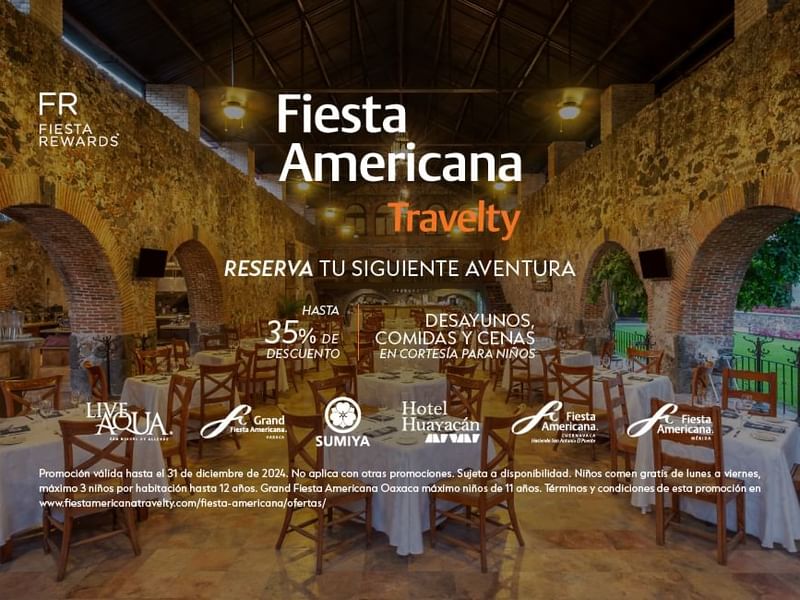 FR
FIESTA
REWARDS
Fiesta
Americana
Travelty
RESERVA TU SIGUIENTE AVENTURA
HASTA
35% DE
DESCUENTO
DESAYUNOS,
COMIDAS Y CENAS
EN CORTESÍA PARA NIÑOS
LIVE
AQUA.
SAN MIGUEL DE ALLENDE
Grand
Fiesta Americana.
OAXACA
SUMIYA
Hotel
Huayacán
Fiesta
Americana.
CUERNAVACA
Hacienda San Antonio El Puente
Fiesta
Americana.
MÉRIDA
Promoción válida hasta el 31 de diciembre de 2024. No aplica con otras promociones. Sujeta a disponibilidad. Niños comen gratis de lunes a viernes,
máximo 3 niños por habitación hasta 12 años. Grand Fiesta Americana Oaxaca máximo niños de 11 años. Términos y condiciones de esta promoción en
www.fiestamericanatravelty.com/fiesta-americana/ofertas/